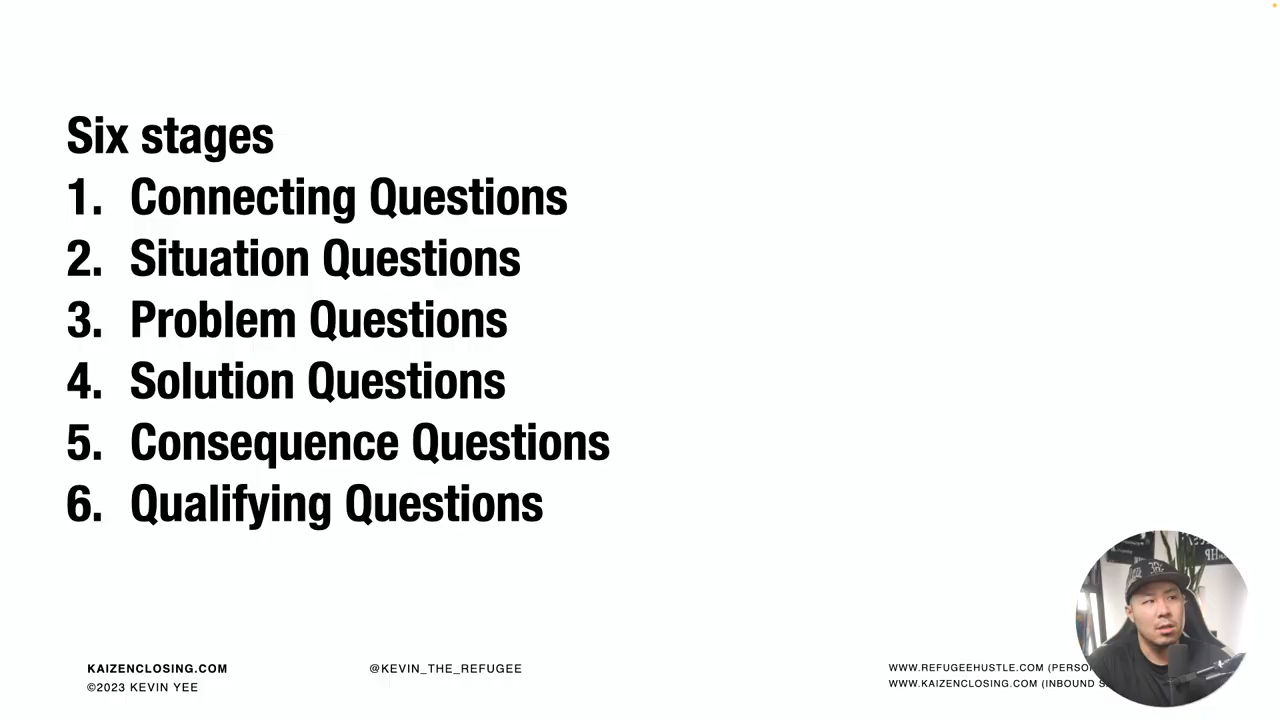 Six stages
1. Connecting Questions
2. Situation Questions
3. Problem Questions
4. Solution Questions
5. Consequence Questions
6. Qualifying Questions
KAIZENCLOSING.COM
©2023 KEVIN YEE
@KEVIN_THE_REFUGEE
WWW.REFUGEEHUSTLE.COM
WWW.KAIZENCLOSING.COM (INBOUND